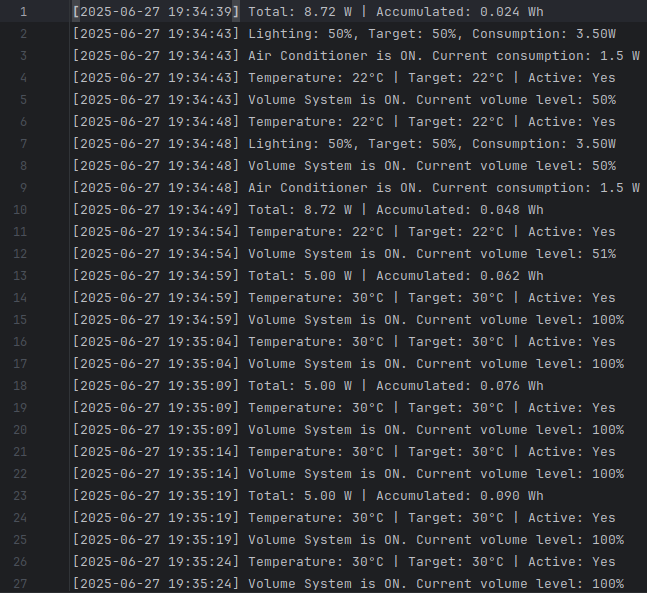 1 [2025-06-27 19:34:39] Total: 8.72 W | Accumulated: 0.024 Wh
2 [2025-06-27 19:34:43] Lighting: 50%, Target: 50%, Consumption: 3.50W
3 [2025-06-27 19:34:43] Air Conditioner is ON. Current consumption: 1.5 W
4 [2025-06-27 19:34:43] Temperature: 22°C | Target: 22°C | Active: Yes
5 [2025-06-27 19:34:43] Volume System is ON. Current volume level: 50%
6 [2025-06-27 19:34:48] Temperature: 22°C | Target: 22°C | Active: Yes
7 [2025-06-27 19:34:48] Lighting: 50%, Target: 50%, Consumption: 3.50W
8 [2025-06-27 19:34:48] Volume System is ON. Current volume level: 50%
9 [2025-06-27 19:34:48] Air Conditioner is ON. Current consumption: 1.5 W
10 [2025-06-27 19:34:49] Total: 8.72 W | Accumulated: 0.048 Wh
11 [2025-06-27 19:34:54] Temperature: 22°C | Target: 22°C | Active: Yes
12 [2025-06-27 19:34:54] Volume System is ON. Current volume level: 51%
13 [2025-06-27 19:34:59] Total: 5.00 W | Accumulated: 0.062 Wh
14 [2025-06-27 19:34:59] Temperature: 30°C | Target: 30°C | Active: Yes
15 [2025-06-27 19:34:59] Volume System is ON. Current volume level: 100%
16 [2025-06-27 19:35:04] Temperature: 30°C | Target: 30°C | Active: Yes
17 [2025-06-27 19:35:04] Volume System is ON. Current volume level: 100%
18 [2025-06-27 19:35:09] Total: 5.00 W | Accumulated: 0.076 Wh
19 [2025-06-27 19:35:09] Temperature: 30°C | Target: 30°C | Active: Yes
20 [2025-06-27 19:35:09] Volume System is ON. Current volume level: 100%
21 [2025-06-27 19:35:14] Temperature: 30°C | Target: 30°C | Active: Yes
22 [2025-06-27 19:35:14] Volume System is ON. Current volume level: 100%
23 [2025-06-27 19:35:19] Total: 5.00 W | Accumulated: 0.090 Wh
24 [2025-06-27 19:35:19] Temperature: 30°C | Target: 30°C | Active: Yes
25 [2025-06-27 19:35:19] Volume System is ON. Current volume level: 100%
26 [2025-06-27 19:35:24] Temperature: 30°C | Target: 30°C | Active: Yes
27 [2025-06-27 19:35:24] Volume System is ON. Current volume level: 100%